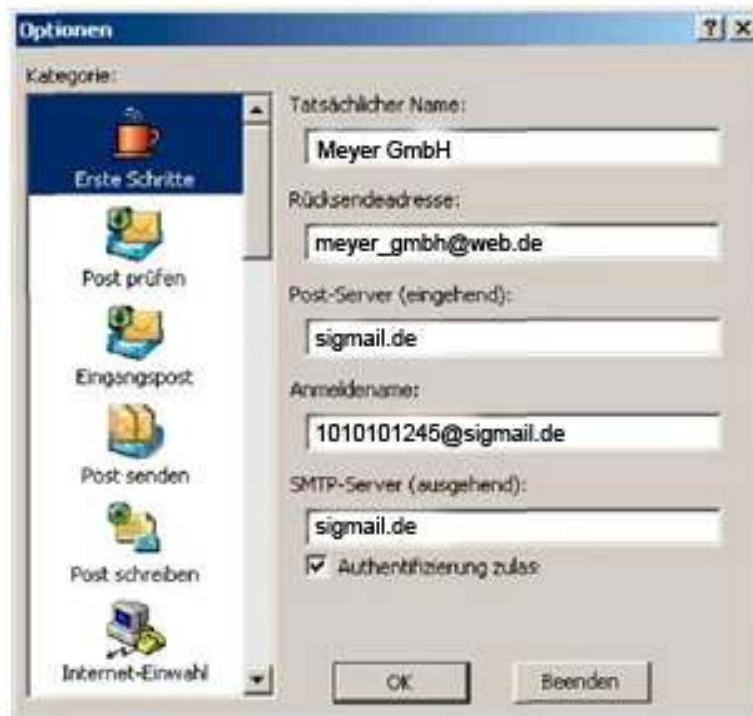 Optionen
Kategorie:
Erste Schritte
Post prüfen
Eingangspost
Post senden
Post schreiben
Internet-Einwahl
Tatsächlicher Name:
Meyer GmbH
Rücksendeadresse:
meyer_gmbh@web.de
Post-Server (eingehend):
sigmail.de
Anmeldename:
1010101245@sigmail.de
SMTP-Server (ausgehend):
sigmail.de
Authentifizierung zulas
OK
Beenden